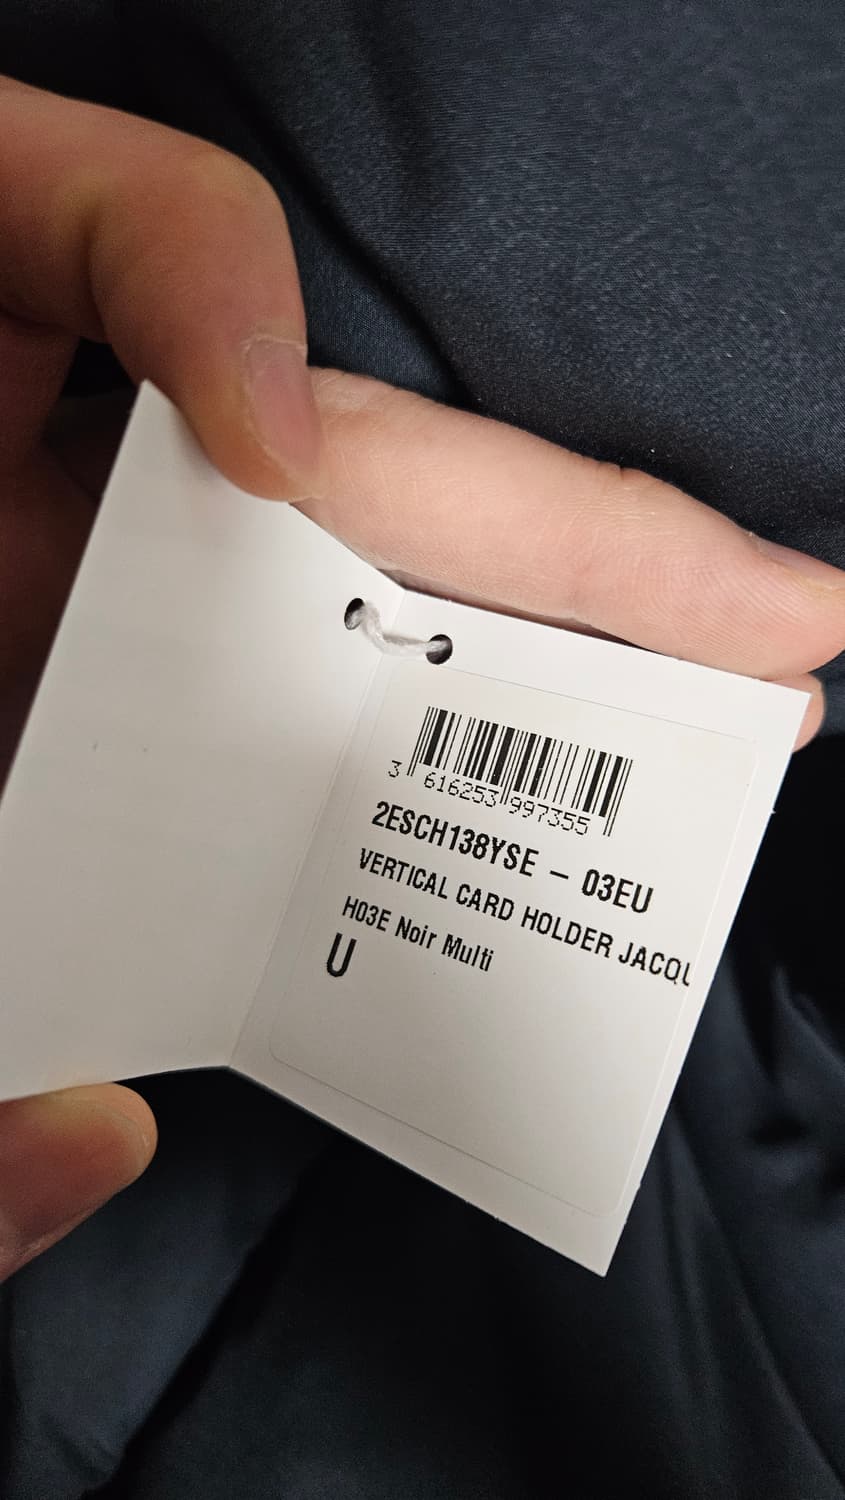 3 616253 997355
2ESCH138YSE – 03EU
VERTICAL CARD HOLDER JACQU
H03E Noir Multi
U